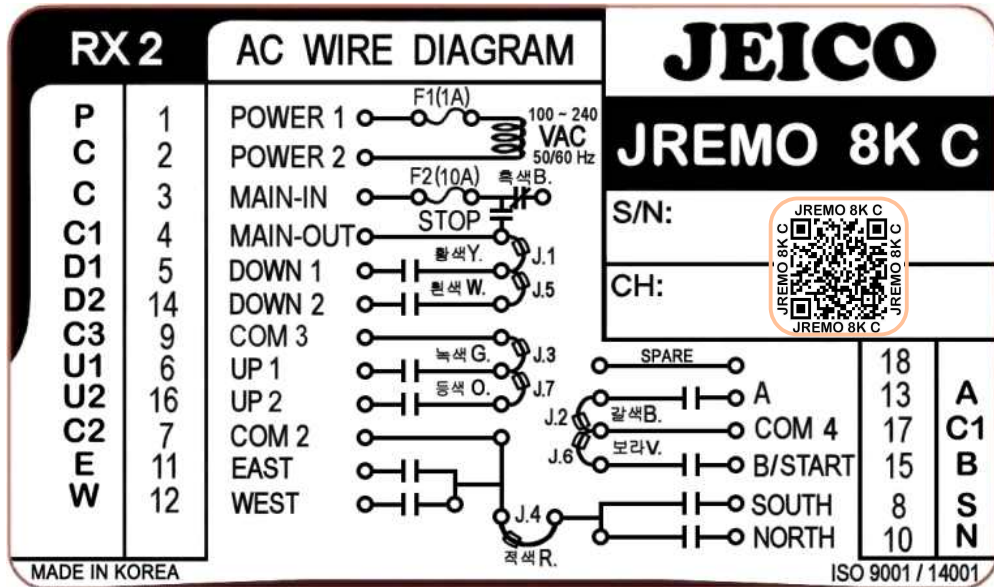 RX 2 AC WIRE DIAGRAM JEICO
JREMO 8K C
S/N:
CH:
JREMO 8K C
JREMO 8K C
JREMO 8K C
JREMO 8K C
P 1 POWER 1 F1(1A)
100 ~ 240
VAC
50/60 Hz
C 2 POWER 2
C 3 MAIN-IN F2(10A) 흑색B.
STOP
C1 4 MAIN-OUT
D1 5 DOWN 1 황색Y. J.1
D2 14 DOWN 2 흰색 W. J.5
C3 9 COM 3
U1 6 UP 1 녹색 G. J.3
U2 16 UP 2 등색 O. J.7
C2 7 COM 2
E 11 EAST
W 12 WEST
J.4
적색R.
SPARE 18
A 13 A
J.2 갈색B. COM 4 17 C1
J.6 보라V. B/START 15 B
SOUTH 8 S
NORTH 10 N
MADE IN KOREA
ISO 9001 / 14001